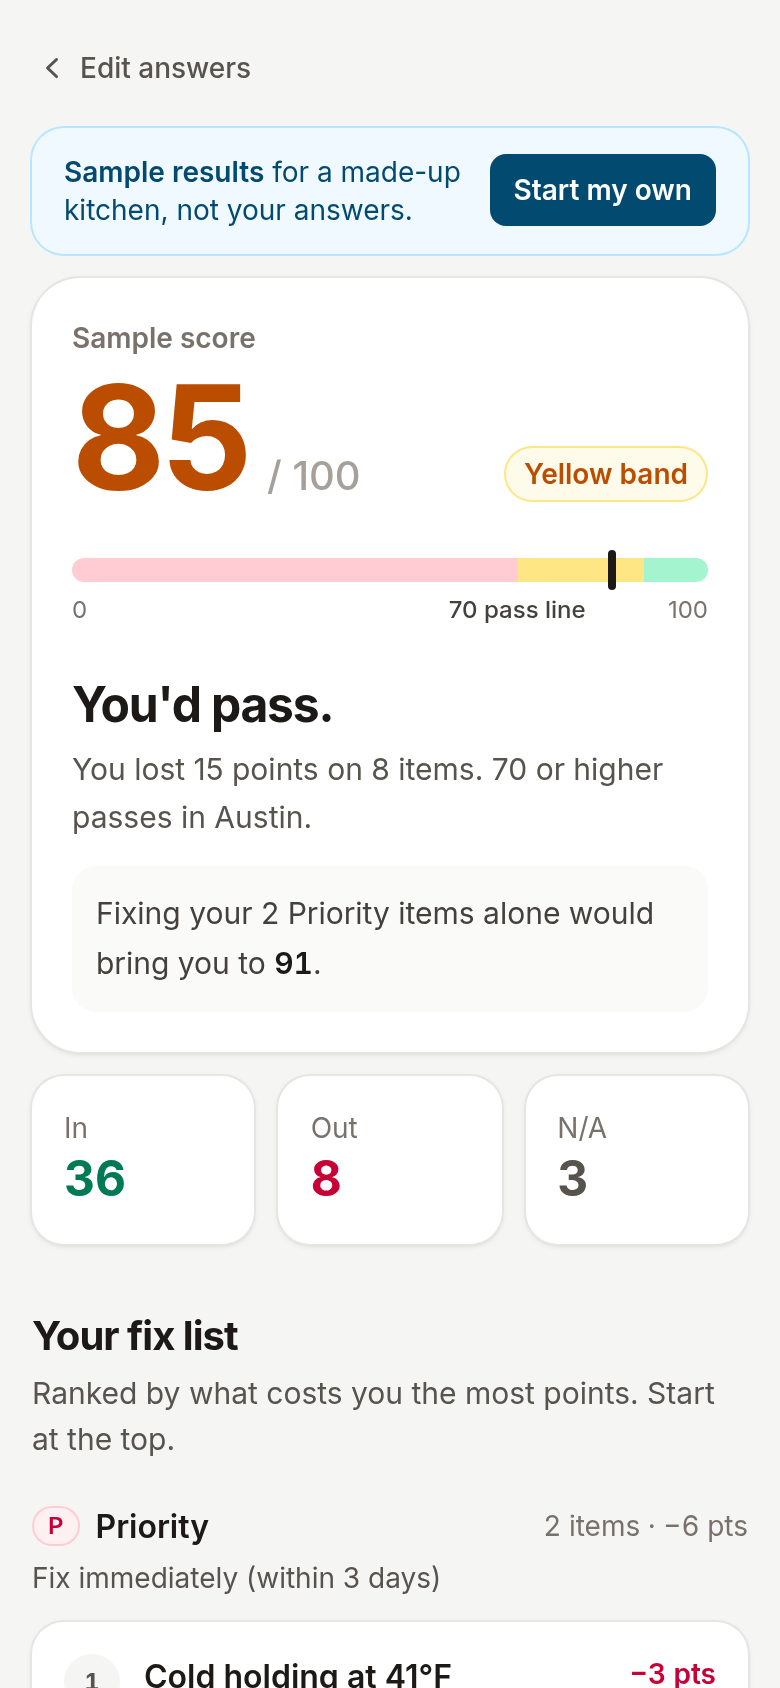 Edit answers
Sample results for a made-up
kitchen, not your answers.
Start my own
Sample score
85 / 100
Yellow band
0
70 pass line
100
You'd pass.
You lost 15 points on 8 items. 70 or higher
passes in Austin.
Fixing your 2 Priority items alone would
bring you to 91.
In
36
Out
8
N/A
3
Your fix list
Ranked by what costs you the most points. Start
at the top.
P Priority
2 items · −6 pts
Fix immediately (within 3 days)
1 Cold holding at 41°F
−3 pts